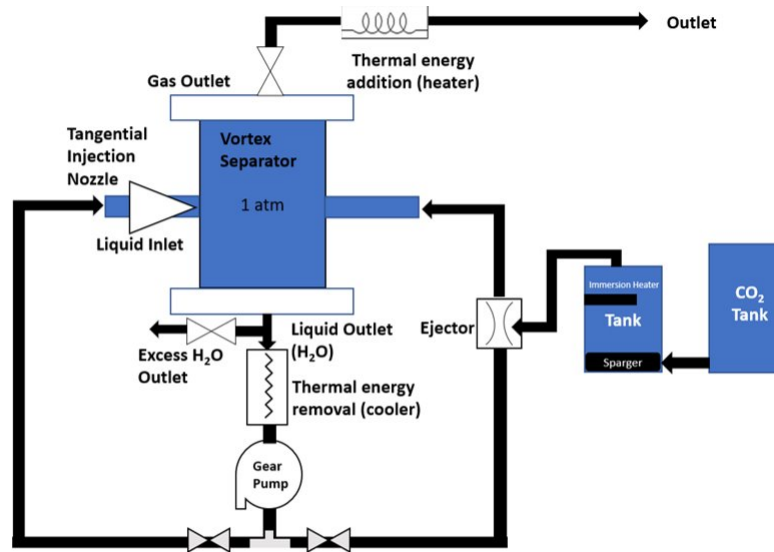 Outlet
Thermal energy
addition (heater)
Gas Outlet
Tangential
Injection
Nozzle
Vortex
Separator
1 atm
Liquid Inlet
Immersion Heater
Tank
Sparger
CO₂
Tank
Ejector
Liquid Outlet
(H₂O)
Excess H₂O
Outlet
Thermal energy
removal (cooler)
Gear
Pump